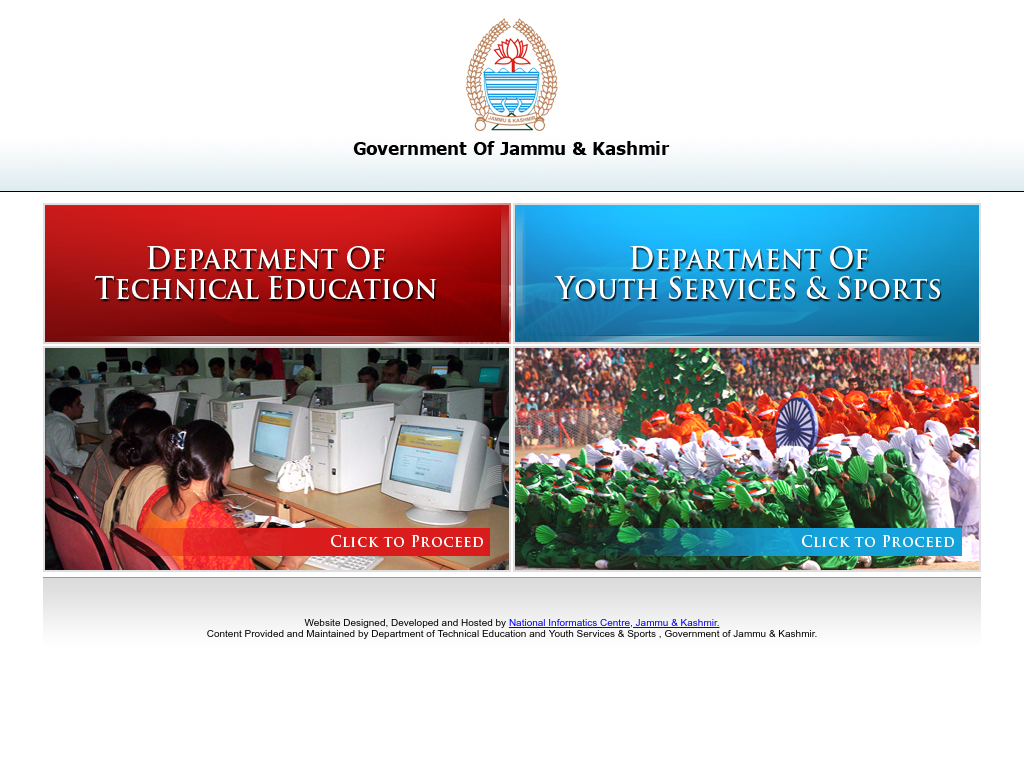 JAMMU & KASHMIR
Government Of Jammu & Kashmir
Department Of
Technical Education
Department Of
Youth Services & Sports
Click to Proceed
Click to Proceed
Website Designed, Developed and Hosted by National Informatics Centre, Jammu & Kashmir.
Content Provided and Maintained by Department of Technical Education and Youth Services & Sports , Government of Jammu & Kashmir.